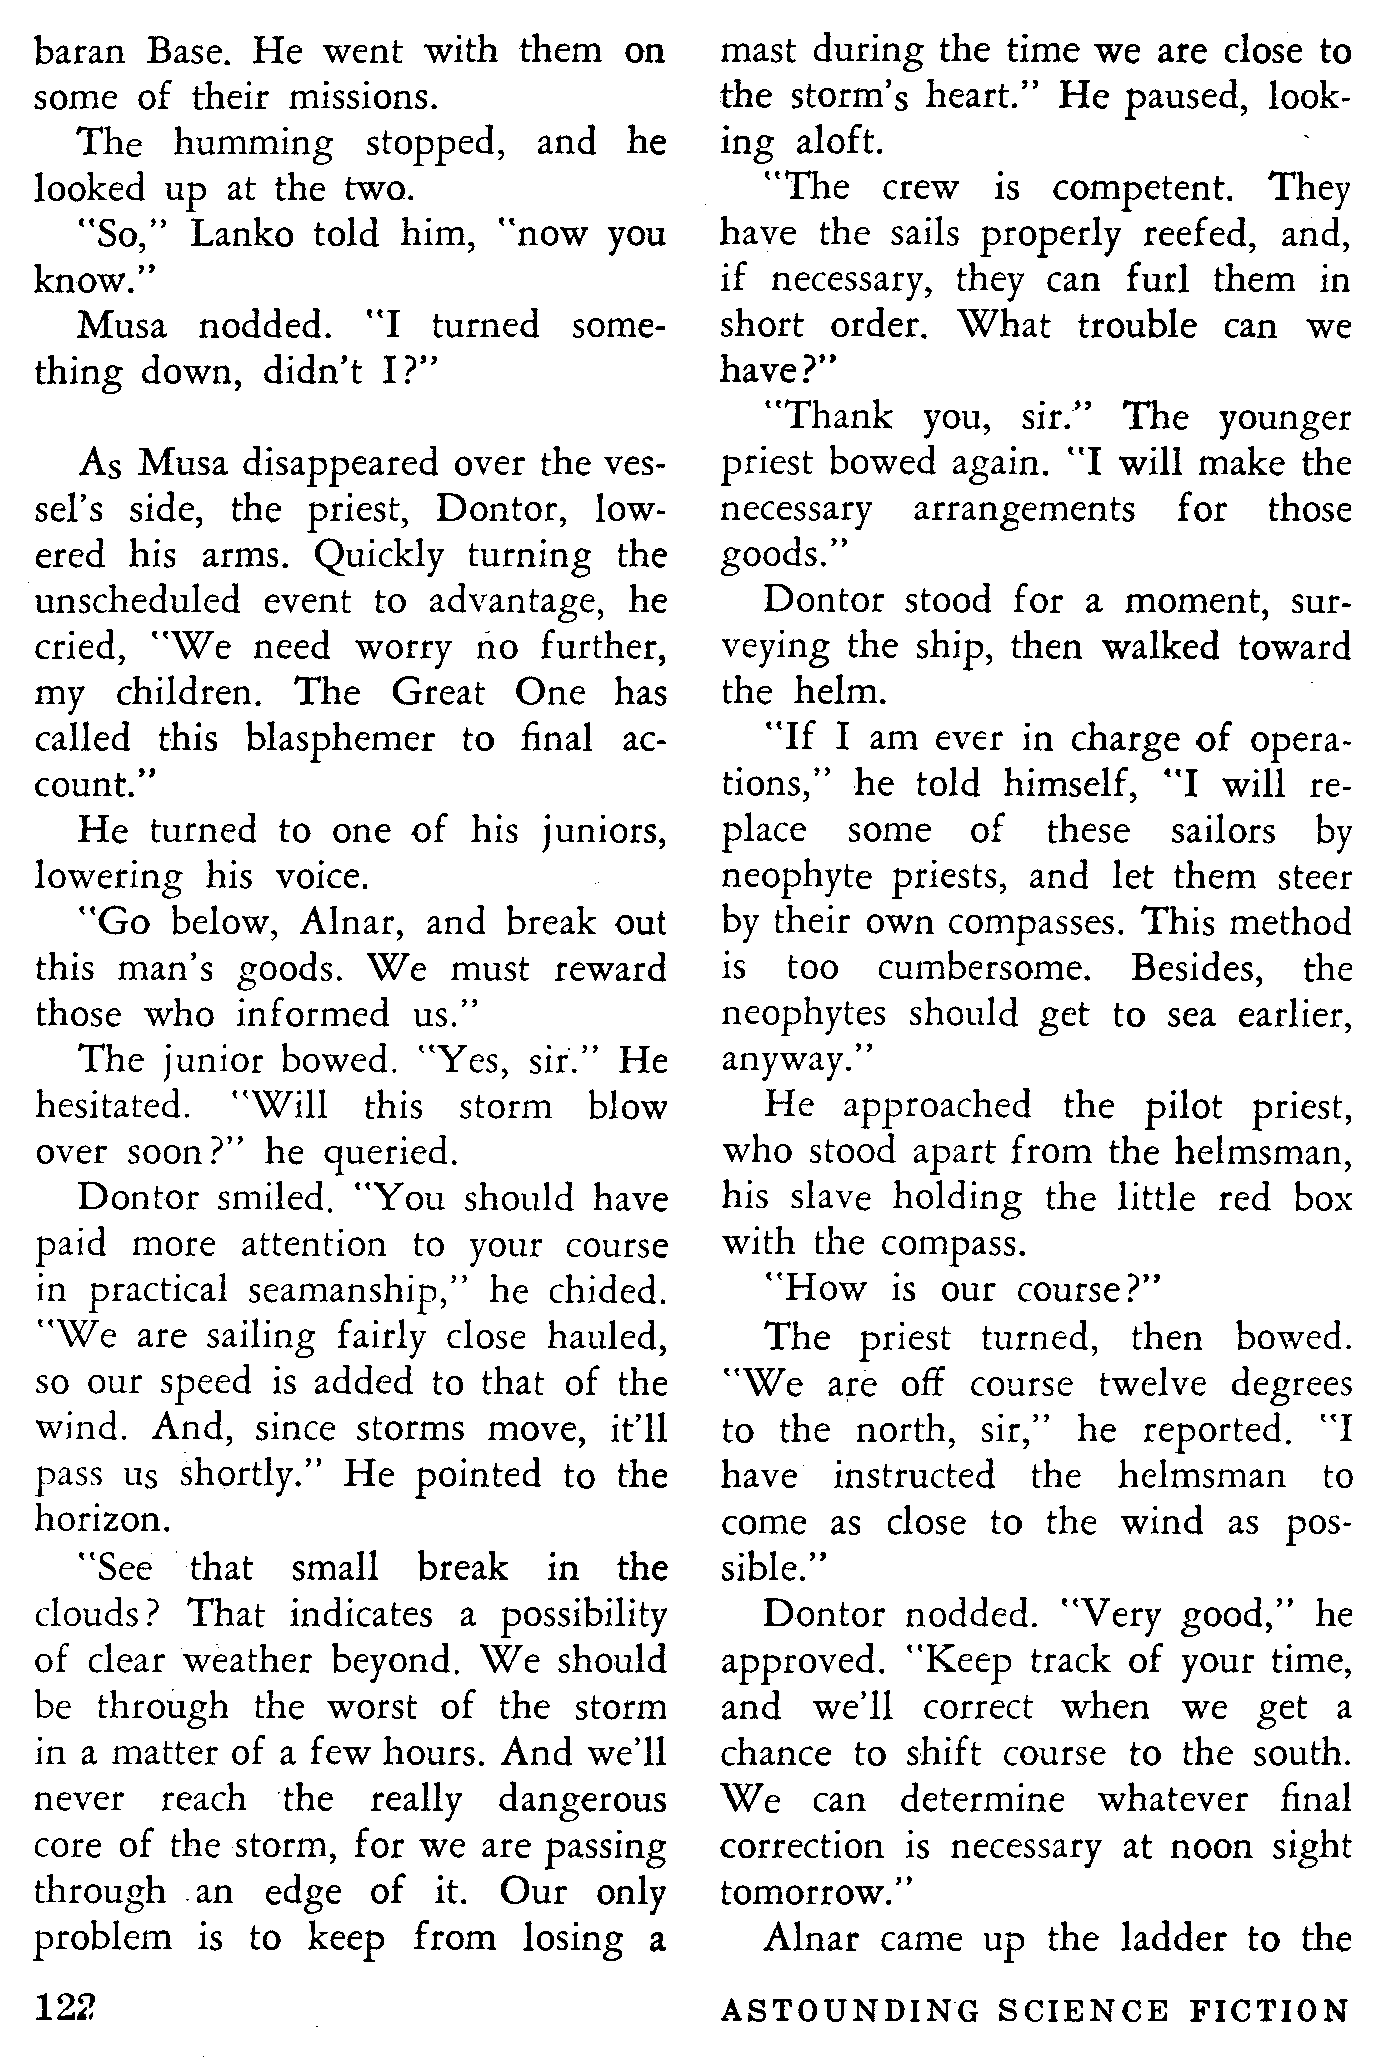 baran Base. He went with them on
some of their missions.
The humming stopped, and he
looked up at the two.
"So," Lanko told him, "now you
know."
Musa nodded. "I turned some-
thing down, didn't I?"
As Musa disappeared over the ves-
sel's side, the priest, Dontor, low-
ered his arms. Quickly turning the
unscheduled event to advantage, he
cried, "We need worry no further,
my children. The Great One has
called this blasphemer to final ac-
count."
He turned to one of his juniors,
lowering his voice.
"Go below, Alnar, and break out
this man's goods. We must reward
those who informed us."
The junior bowed. "Yes, sir." He
hesitated. "Will this storm blow
over soon?" he queried.
Dontor smiled. "You should have
paid more attention to your course
in practical seamanship," he chided.
"We are sailing fairly close hauled,
so our speed is added to that of the
wind. And, since storms move, it'll
pass us shortly." He pointed to the
horizon.
"See that small break in the
clouds? That indicates a possibility
of clear weather beyond. We should
be through the worst of the storm
in a matter of a few hours. And we'll
never reach the really dangerous
core of the storm, for we are passing
through an edge of it. Our only
problem is to keep from losing a
mast during the time we are close to
the storm's heart." He paused, look-
ing aloft.
"The crew is competent. They
have the sails properly reefed, and,
if necessary, they can furl them in
short order. What trouble can we
have?"
"Thank you, sir." The younger
priest bowed again. "I will make the
necessary arrangements for those
goods."
Dontor stood for a moment, sur-
veying the ship, then walked toward
the helm.
"If I am ever in charge of opera-
tions," he told himself, "I will re-
place some of these sailors by
neophyte priests, and let them steer
by their own compasses. This method
is too cumbersome. Besides, the
neophytes should get to sea earlier,
anyway."
He approached the pilot priest,
who stood apart from the helmsman,
his slave holding the little red box
with the compass.
"How is our course?"
The priest turned, then bowed.
"We are off course twelve degrees
to the north, sir," he reported. "I
have instructed the helmsman to
come as close to the wind as pos-
sible."
Dontor nodded. "Very good," he
approved. "Keep track of your time,
and we'll correct when we get a
chance to shift course to the south.
We can determine whatever final
correction is necessary at noon sight
tomorrow."
Alnar came up the ladder to the
122
ASTOUNDING SCIENCE FICTION